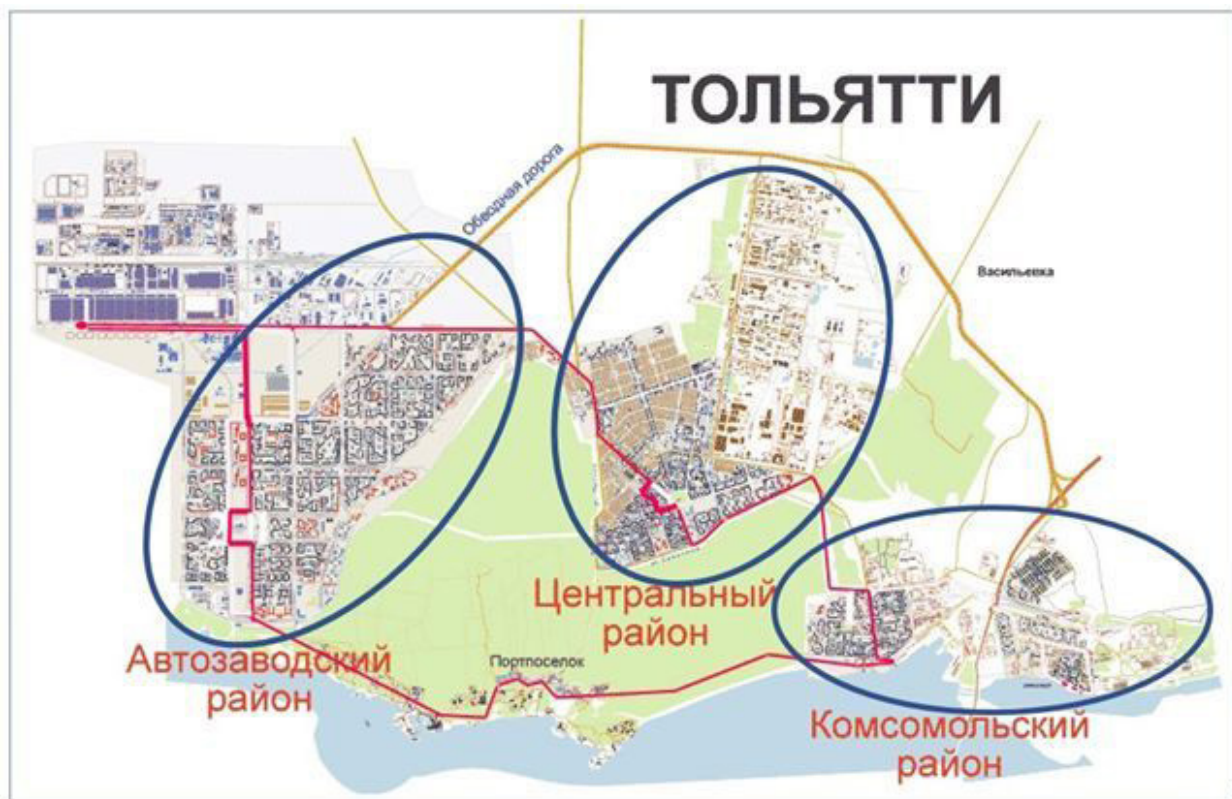 ТОЛЬЯТТИ
Обводная дорога
Васильевка
Центральный
район
Автозаводский
район
Портпоселок
Комсомольский
район